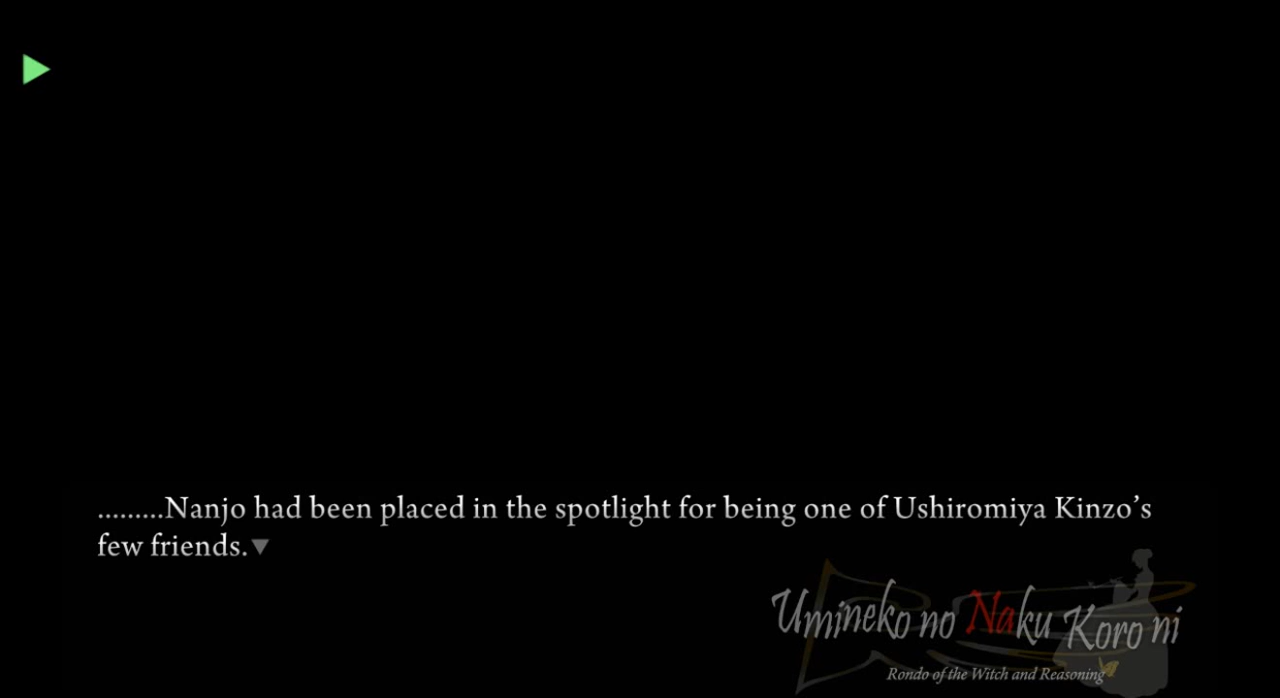 .........Nanjo had been placed in the spotlight for being one of Ushiromiya Kinzo’s
few friends.
Umineko no Naku Koro ni
Rondo of the Witch and Reasoning